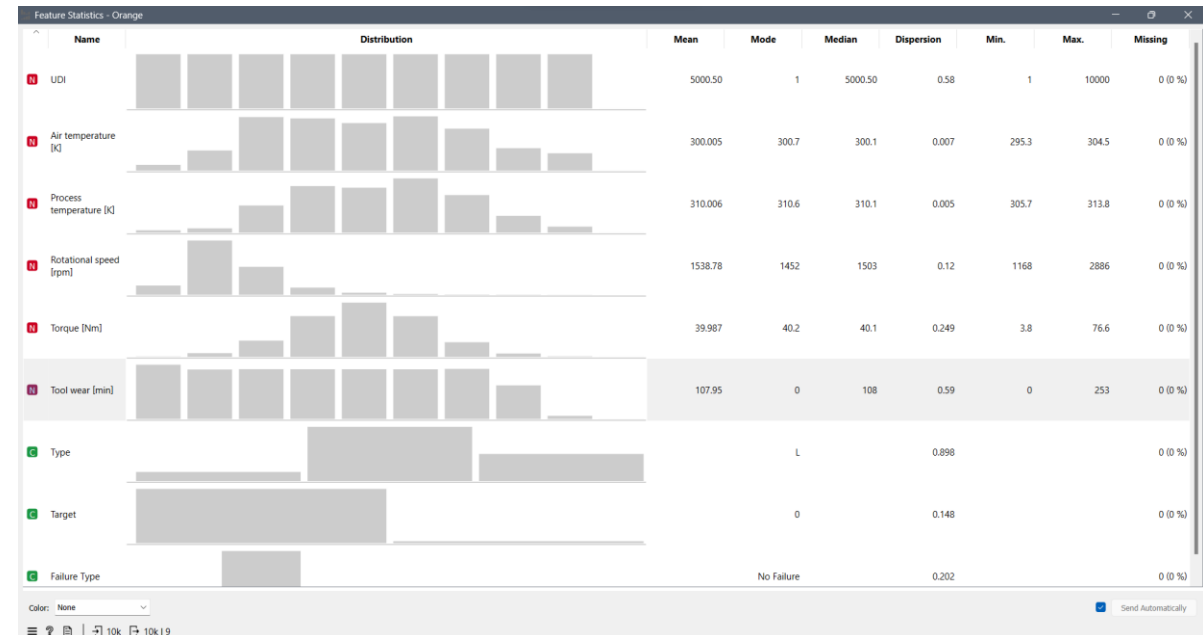 Feature Statistics - Orange
Name Distribution Mean Mode Median Dispersion Min. Max. Missing
N UDI 5000.50 1 5000.50 0.58 1 10000 0 (0 %)
N Air temperature [K] 300.005 300.7 300.1 0.007 295.3 304.5 0 (0 %)
N Process temperature [K] 310.006 310.6 310.1 0.005 305.7 313.8 0 (0 %)
N Rotational speed [rpm] 1538.78 1452 1503 0.12 1168 2886 0 (0 %)
N Torque [Nm] 39.987 40.2 40.1 0.249 3.8 76.6 0 (0 %)
N Tool wear [min] 107.95 0 108 0.59 0 253 0 (0 %)
C Type L 0.898 0 (0 %)
C Target 0 0.148 0 (0 %)
C Failure Type No Failure 0.202 0 (0 %)
Color: None Send Automatically
? 10k 10k | 9